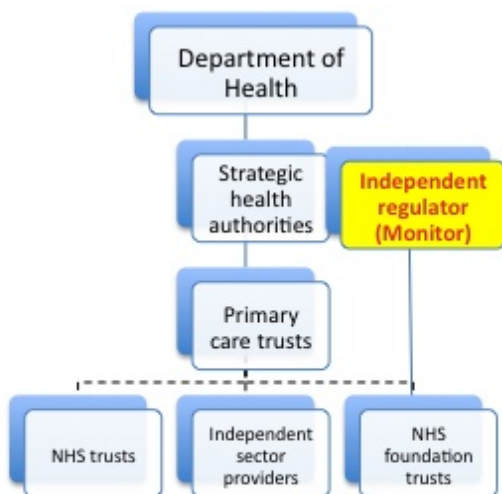 Department of
Health
Strategic
health
authorities
Independent
regulator
(Monitor)
Primary
care trusts
NHS trusts
Independent
sector
providers
NHS
foundation
trusts